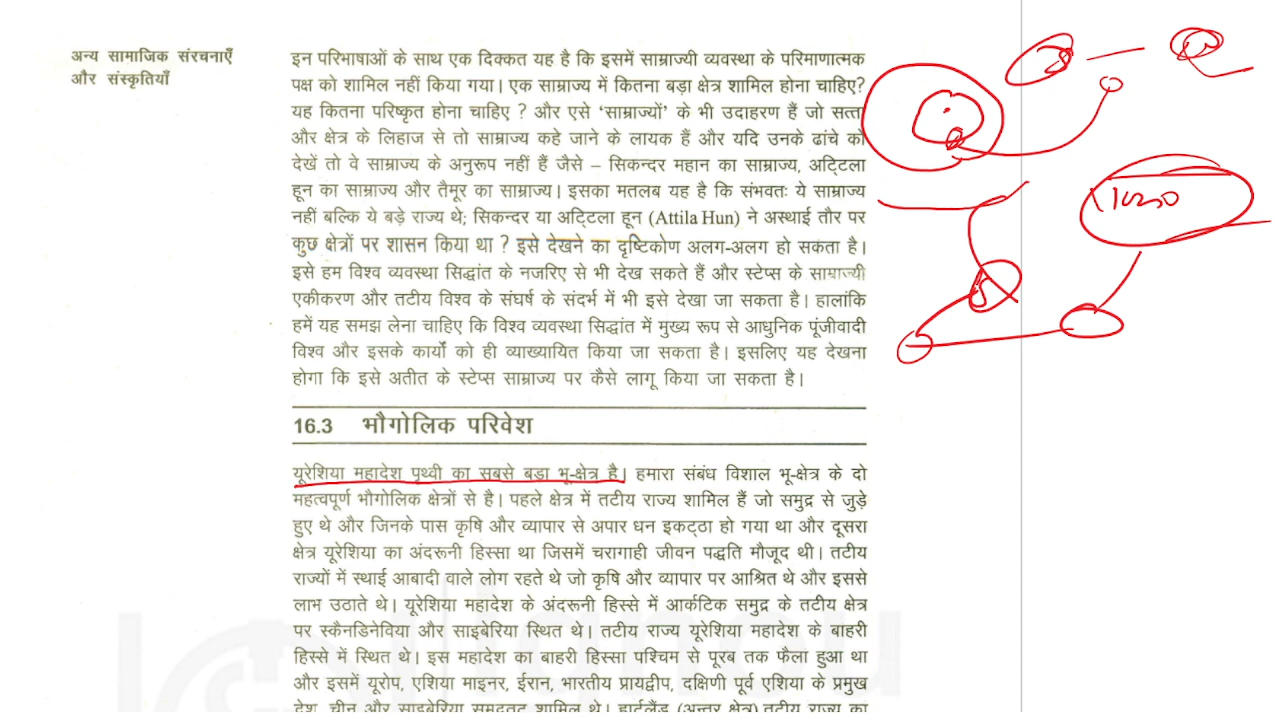 अन्य सामाजिक संरचनाएँ
और संस्कृतियाँ
इन परिभाषाओं के साथ एक दिक्कत यह है कि इसमें साम्राज्यी व्यवस्था के परिमाणात्मक
पक्ष को शामिल नहीं किया गया। एक साम्राज्य में कितना बड़ा क्षेत्र शामिल होना चाहिए?
यह कितना परिष्कृत होना चाहिए ? और ऐसे 'साम्राज्यों' के भी उदाहरण हैं जो सत्ता
और क्षेत्र के लिहाज से तो साम्राज्य कहे जाने के लायक हैं और यदि उनके ढांचे को
देखें तो वे साम्राज्य के अनुरूप नहीं हैं जैसे – सिकन्दर महान का साम्राज्य, अट्टिला
हून का साम्राज्य और तैमूर का साम्राज्य। इसका मतलब यह है कि संभवतः ये साम्राज्य
नहीं बल्कि ये बड़े राज्य थे; सिकन्दर या अट्टिला हून (Attila Hun) ने अस्थाई तौर पर
कुछ क्षेत्रों पर शासन किया था ? इसे देखने का दृष्टिकोण अलग-अलग हो सकता है।
इसे हम विश्व व्यवस्था सिद्धांत के नजरिए से भी देख सकते हैं और स्टेप्स के साम्राज्यी
एकीकरण और तटीय विश्व के संघर्ष के संदर्भ में भी इसे देखा जा सकता है। हालांकि
हमें यह समझ लेना चाहिए कि विश्व व्यवस्था सिद्धांत में मुख्य रूप से आधुनिक पूंजीवादी
विश्व और इसके कार्यों को ही व्याख्यायित किया जा सकता है। इसलिए यह देखना
होगा कि इसे अतीत के स्टेप्स साम्राज्य पर कैसे लागू किया जा सकता है।
16.3 भौगोलिक परिवेश
यूरेशिया महादेश पृथ्वी का सबसे बड़ा भू-क्षेत्र है। हमारा संबंध विशाल भू-क्षेत्र के दो
महत्वपूर्ण भौगोलिक क्षेत्रों से है। पहले क्षेत्र में तटीय राज्य शामिल हैं जो समुद्र से जुड़े
हुए थे और जिनके पास कृषि और व्यापार से अपार धन इकट्ठा हो गया था और दूसरा
क्षेत्र यूरेशिया का अंदरूनी हिस्सा था जिसमें चरागाही जीवन पद्धति मौजूद थी। तटीय
राज्यों में स्थाई आबादी वाले लोग रहते थे जो कृषि और व्यापार पर आश्रित थे और इससे
लाभ उठाते थे। यूरेशिया महादेश के अंदरूनी हिस्से में आर्कटिक समुद्र के तटीय क्षेत्र
पर स्कैनडिनेविया और साइबेरिया स्थित थे। तटीय राज्य यूरेशिया महादेश के बाहरी
हिस्से में स्थित थे। इस महादेश का बाहरी हिस्सा पश्चिम से पूरब तक फैला हुआ था
और इसमें यूरोप, एशिया माइनर, ईरान, भारतीय प्रायद्वीप, दक्षिणी पूर्व एशिया के प्रमुख
देश, चीन और साइबेरिया समुद्रतट शामिल थे। हार्टलैंड (अन्तर क्षेत्र) तटीय राज्य का